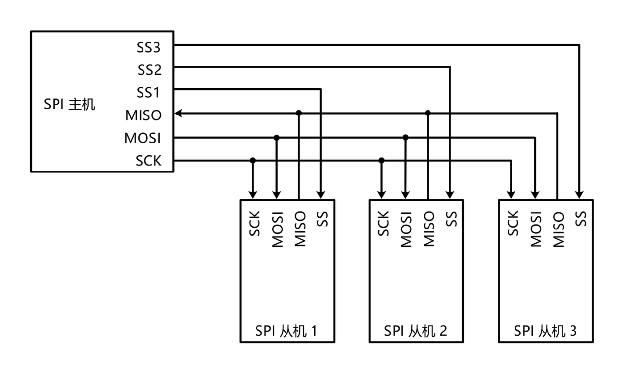 SS3
SS2
SS1
SPI 主机
MISO
MOSI
SCK
SCK MOSI MISO SS
SPI 从机 1
SCK MOSI MISO SS
SPI 从机 2
SCK MOSI MISO SS
SPI 从机 3